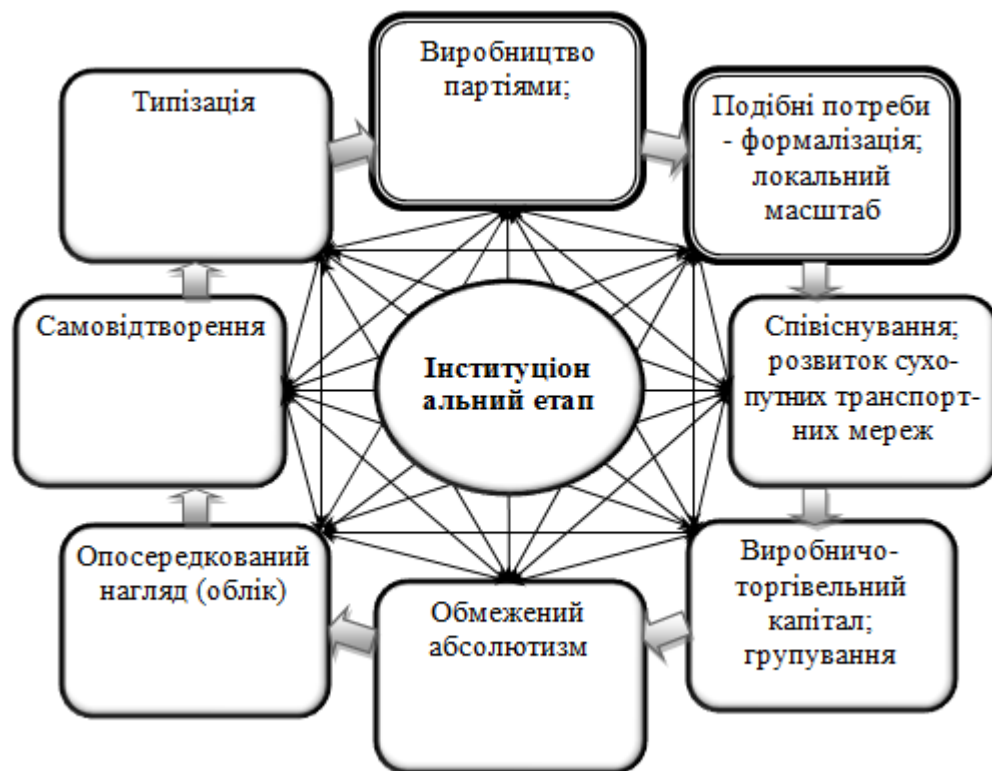 Виробництво
партіями;
Типізація
Подібні потреби
- формалізація;
локальний
масштаб
Самовідтворення
Інституціон
альний етап
Співіснування;
розвиток сухо-
путних транспорт-
них мереж
Опосередкований
нагляд (облік)
Обмежений
абсолютизм
Виробничо-
торгівельний
капітал;
групування